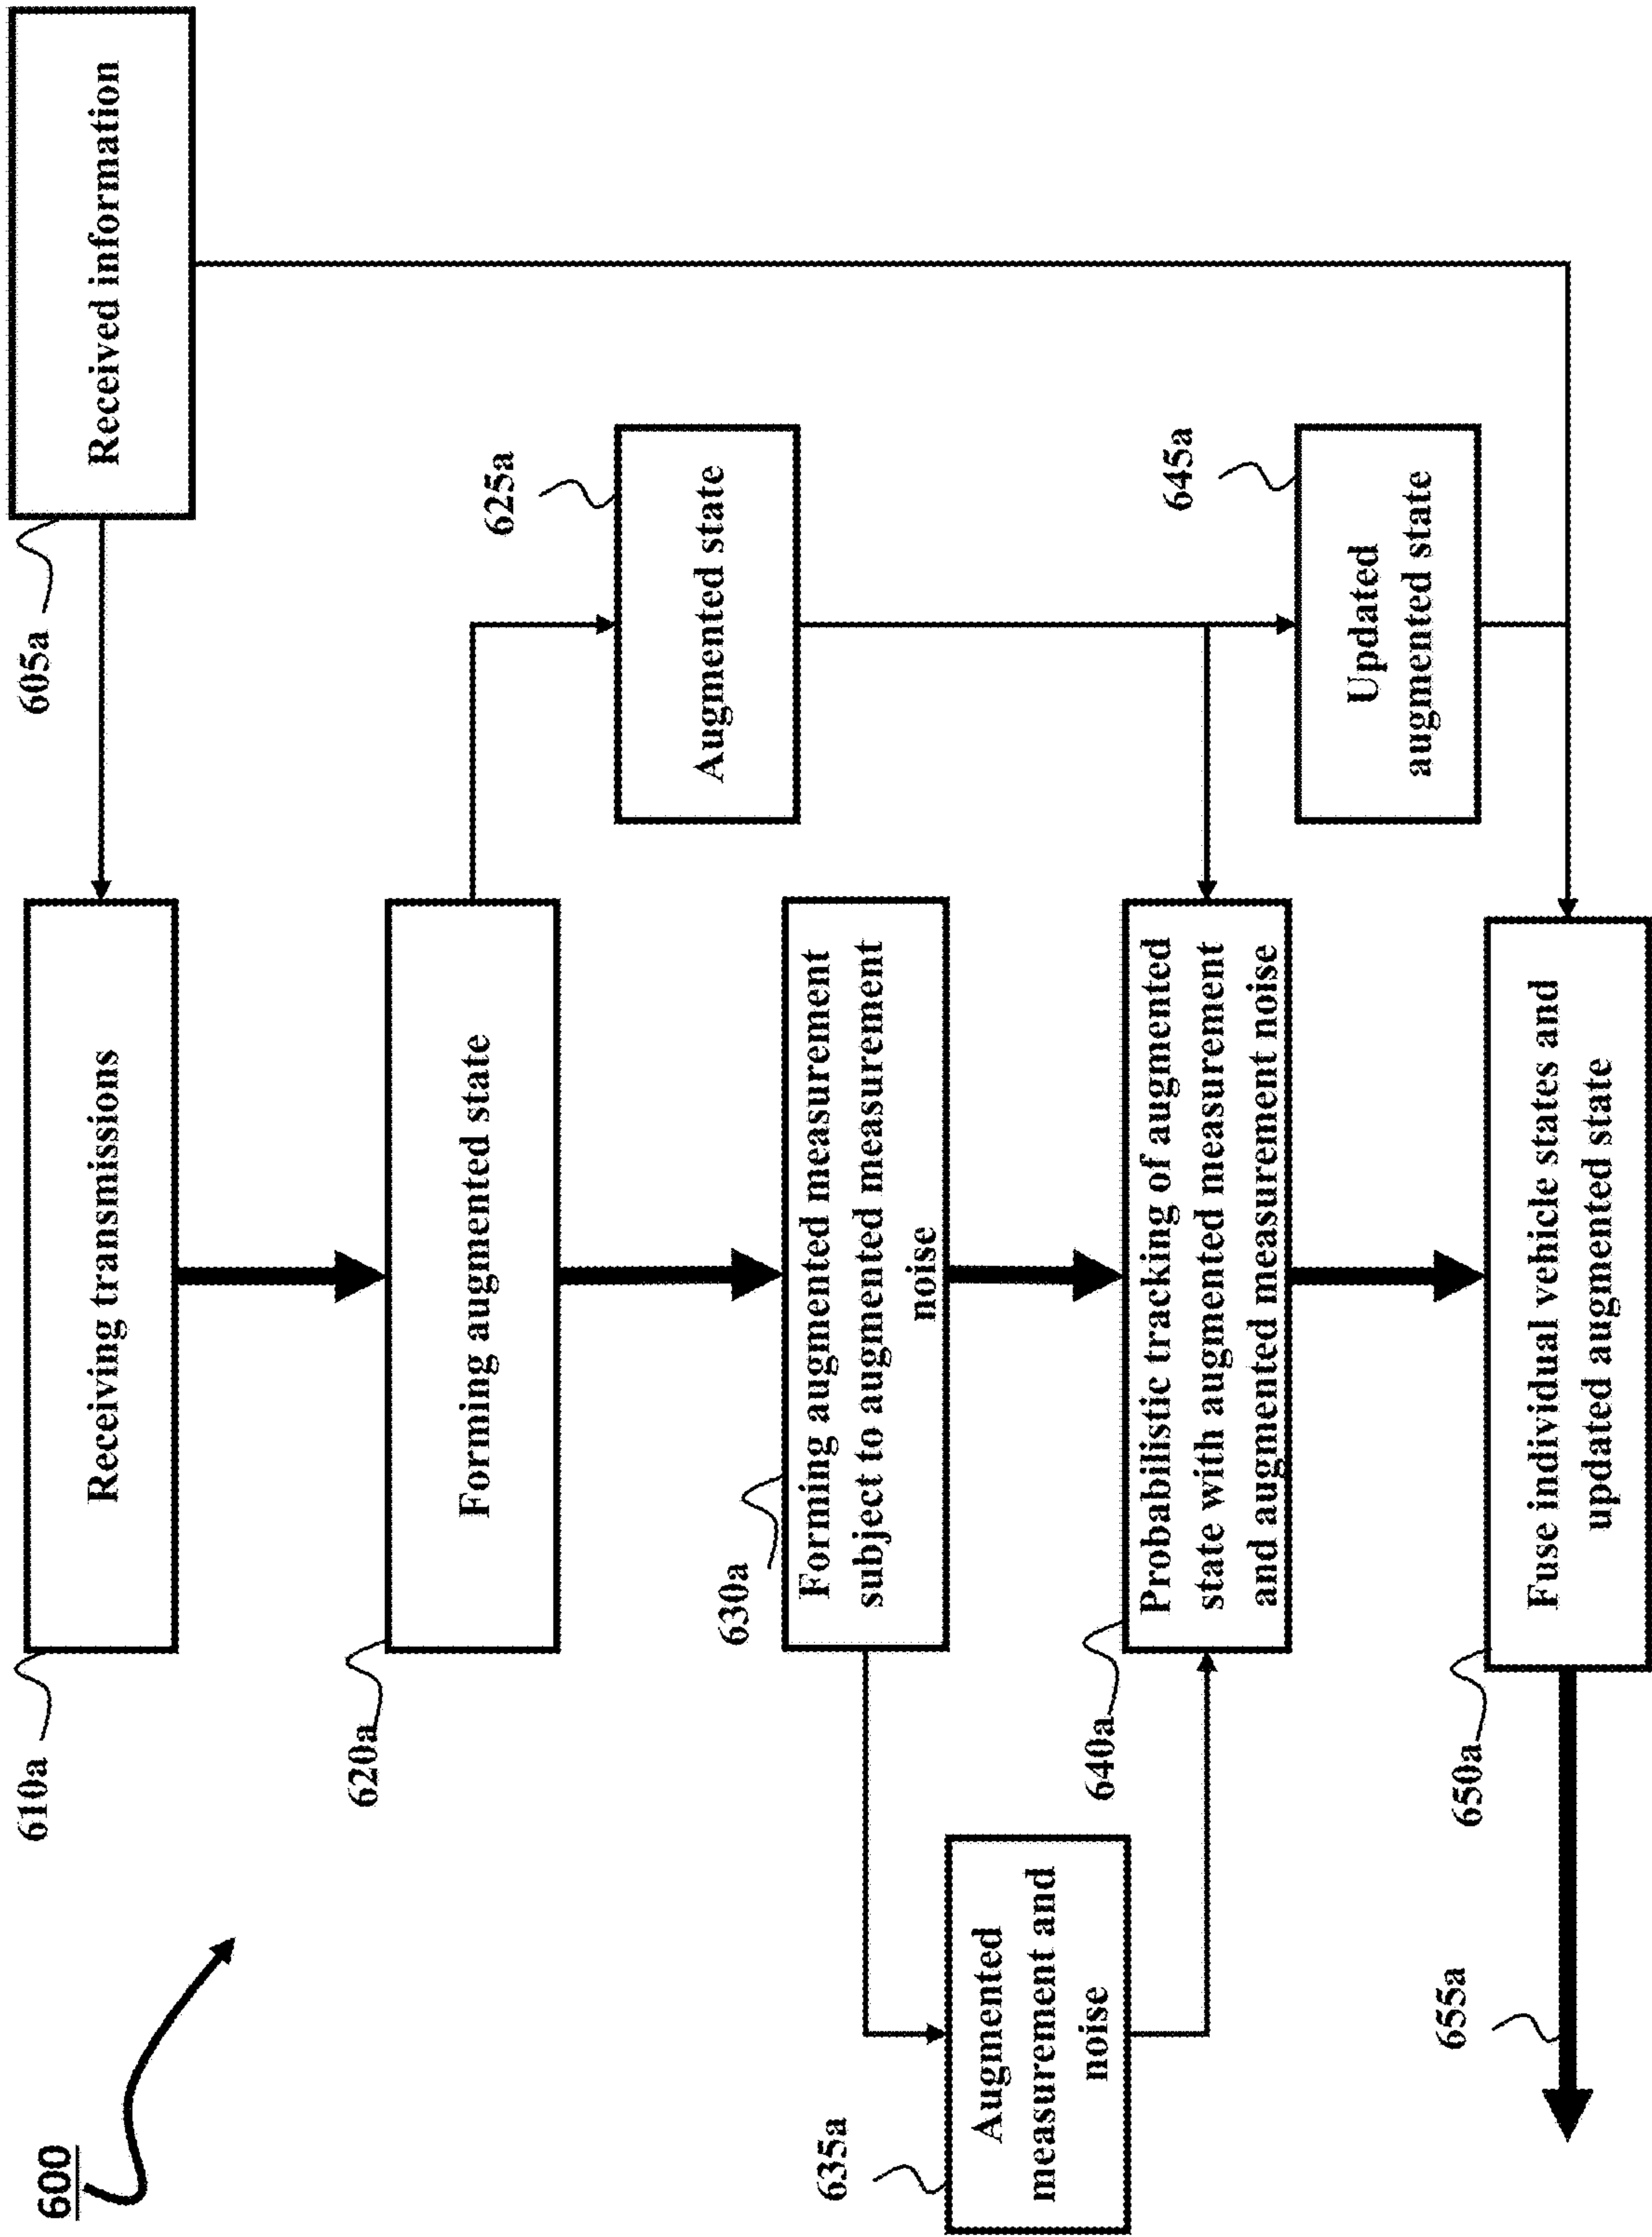 600
605a
Received information
610a
Receiving transmissions
620a
Forming augmented state
625a
Augmented state
630a
Forming augmented measurement
subject to augmented measurement
noise
635a
Augmented
measurement and
noise
640a
Probabilistic tracking of augmented
state with augmented measurement
and augmented measurement noise
645a
Updated
augmented state
650a
Fuse individual vehicle states and
updated augmented state
655a